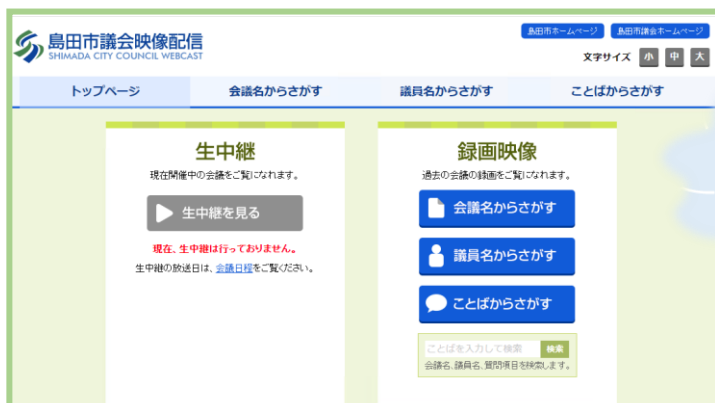 島田市ホームページ
島田市議会ホームページ
島田市議会映像配信
SHIMADA CITY COUNCIL WEBCAST
文字サイズ 小 中 大
トップページ 会議名からさがす 議員名からさがす ことばからさがす
生中継
現在開催中の会議をご覧になれます。
生中継を見る
現在、生中継は行っておりません。
生中継の放送日は、会議日程をご覧ください。
録画映像
過去の会議の録画をご覧になれます。
会議名からさがす
議員名からさがす
ことばからさがす
ことばを入力して検索 検索
会議名、議員名、質問項目を検索します。